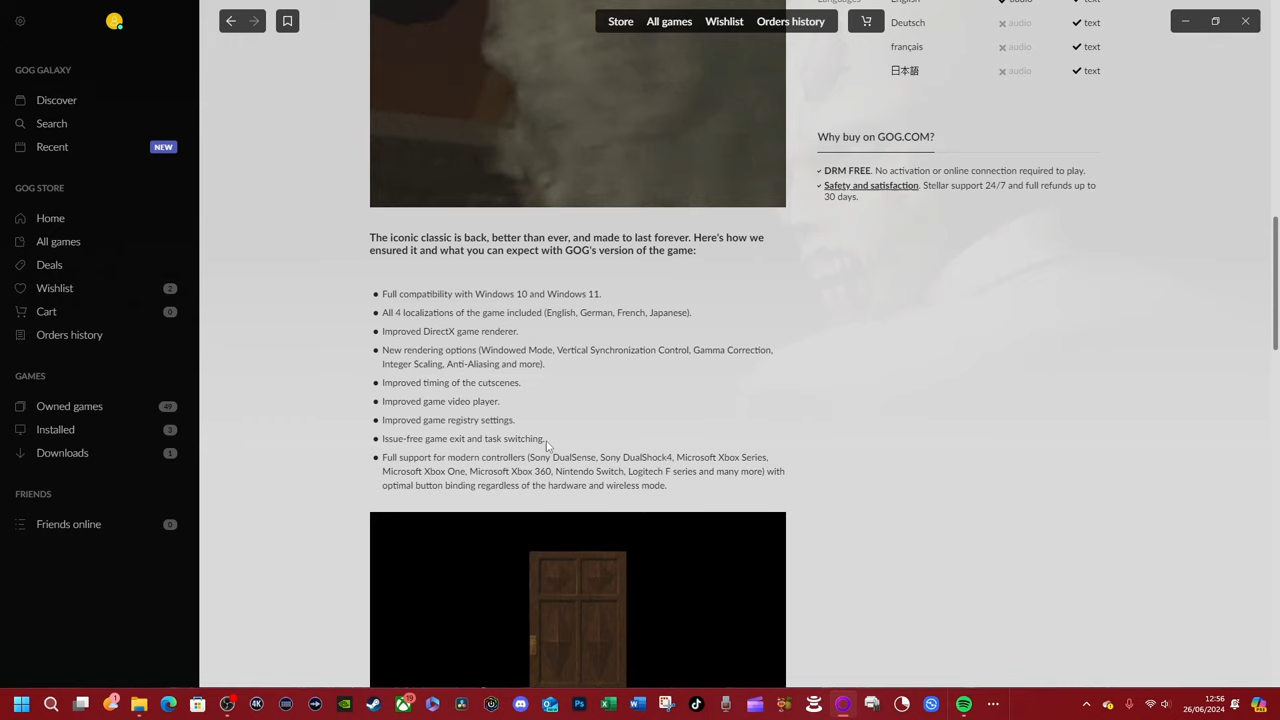 Store All games Wishlist Orders history
GOG GALAXY
Discover
Search
Recent NEW
GOG STORE
Home
All games
Deals
Wishlist 2
Cart 0
Orders history
GAMES
Owned games 49
Installed 3
Downloads 1
FRIENDS
Friends online 0
Deutsch audio text
français audio text
日本語 audio text
Why buy on GOG.COM?
DRM FREE. No activation or online connection required to play.
Safety and satisfaction. Stellar support 24/7 and full refunds up to
30 days.
The iconic classic is back, better than ever, and made to last forever. Here's how we
ensured it and what you can expect with GOG's version of the game:
● Full compatibility with Windows 10 and Windows 11.
● All 4 localizations of the game included (English, German, French, Japanese).
● Improved DirectX game renderer.
● New rendering options (Windowed Mode, Vertical Synchronization Control, Gamma Correction,
Integer Scaling, Anti-Aliasing and more).
● Improved timing of the cutscenes.
● Improved game video player.
● Improved game registry settings.
● Issue-free game exit and task switching.
● Full support for modern controllers (Sony DualSense, Sony DualShock4, Microsoft Xbox Series,
Microsoft Xbox One, Microsoft Xbox 360, Nintendo Switch, Logitech F series and many more) with
optimal button binding regardless of the hardware and wireless mode.
12:56
26/06/2024